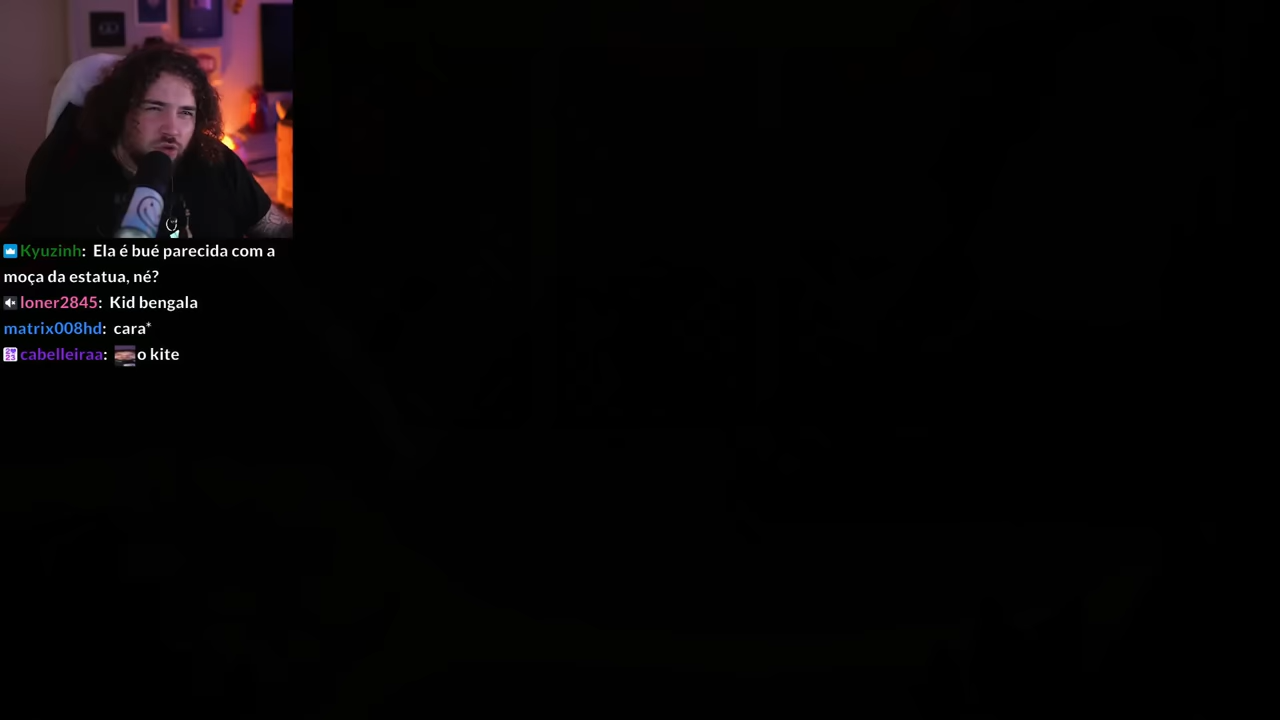 Kyuzinh: Ela é bué parecida com a
moça da estatua, né?
loner2845: Kid bengala
matrix008hd: cara*
cabelleiraa: o kite